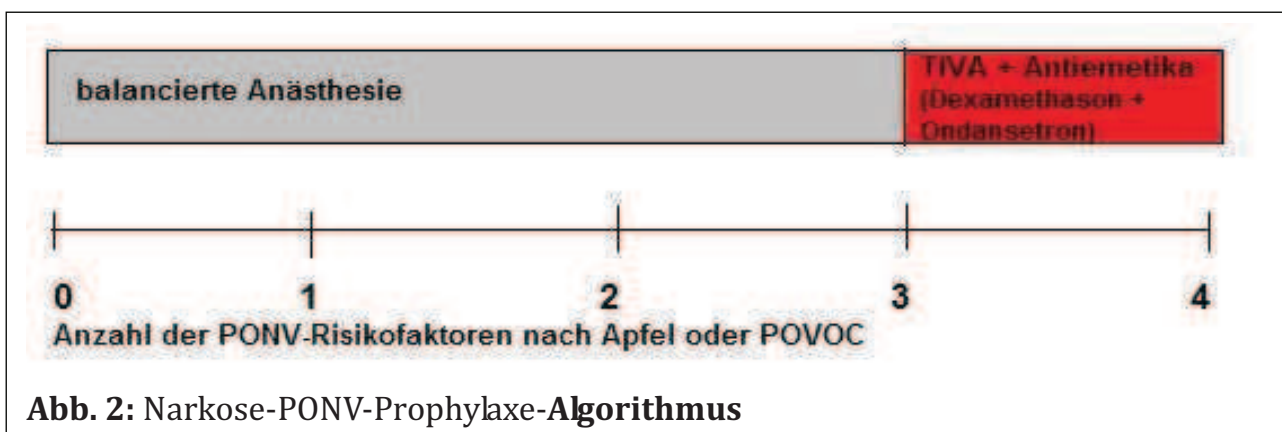 balancierte Anästhesie
TIVA + Antiemetika
(Dexamethason +
Ondansetron)
0 1 2 3 4
Anzahl der PONV-Risikofaktoren nach Apfel oder POVOC
Abb. 2: Narkose-PONV-Prophylaxe-Algorithmus